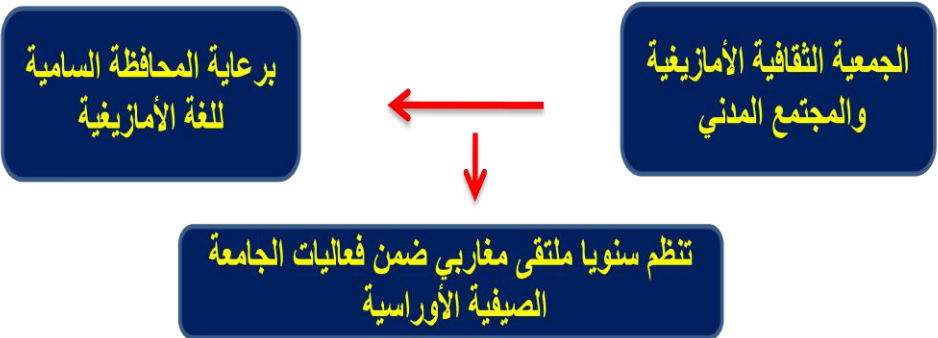 الجمعية الثقافية الأمازيغية
والمجتمع المدني
برعاية المحافظة السامية
للغة الأمازيغية
تنظم سنويا ملتقى مغاربي ضمن فعاليات الجامعة
الصيفية الأوراسية